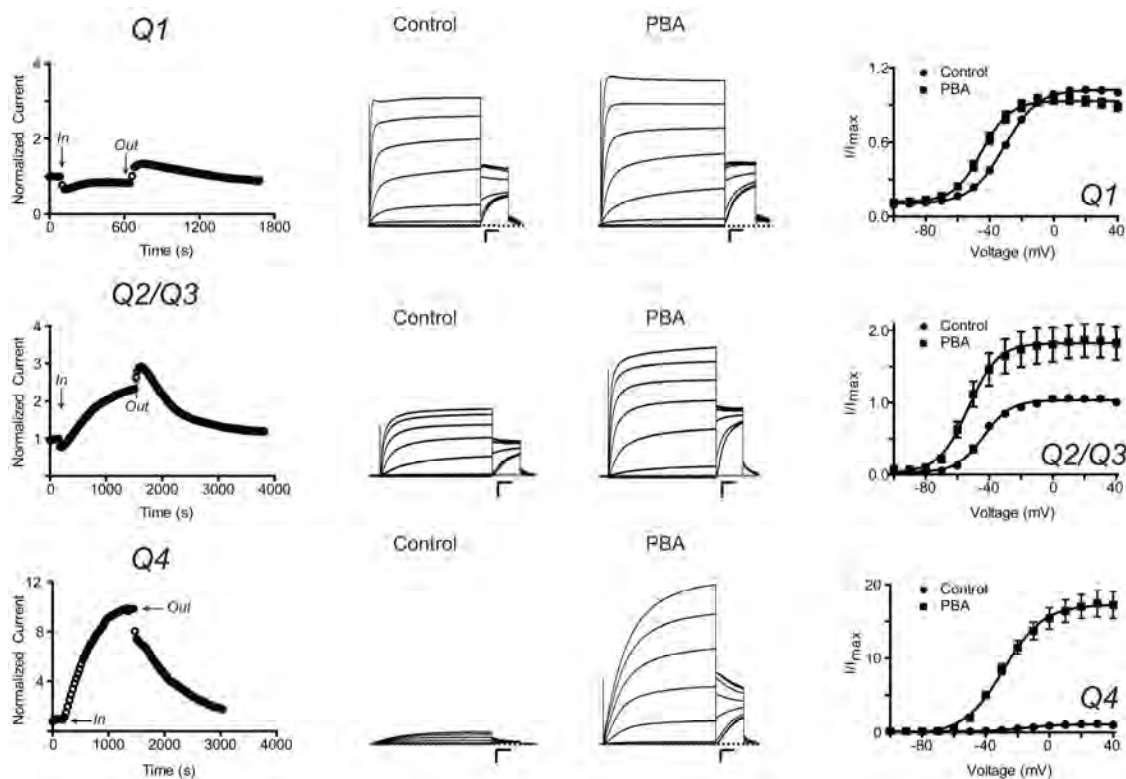 Q1
Normalized Current
4
2
0
In
Out
0 600 1200 1800
Time (s)
Control
PBA
I/Imax
1.2
0.6
0.0
Control
PBA
Q1
-80 -40 0 40
Voltage (mV)
Q2/Q3
Normalized Current
4
3
2
1
0
In
Out
0 1000 2000 3000 4000
Time (s)
Control
PBA
I/Imax
2.0
1.0
0.0
Control
PBA
Q2/Q3
-80 -40 0 40
Voltage (mV)
Q4
Normalized Current
12
8
4
Out
In
0 1000 2000 3000 4000
Time (s)
Control
PBA
I/Imax
20
10
0
Control
PBA
Q4
-80 -40 0 40
Voltage (mV)